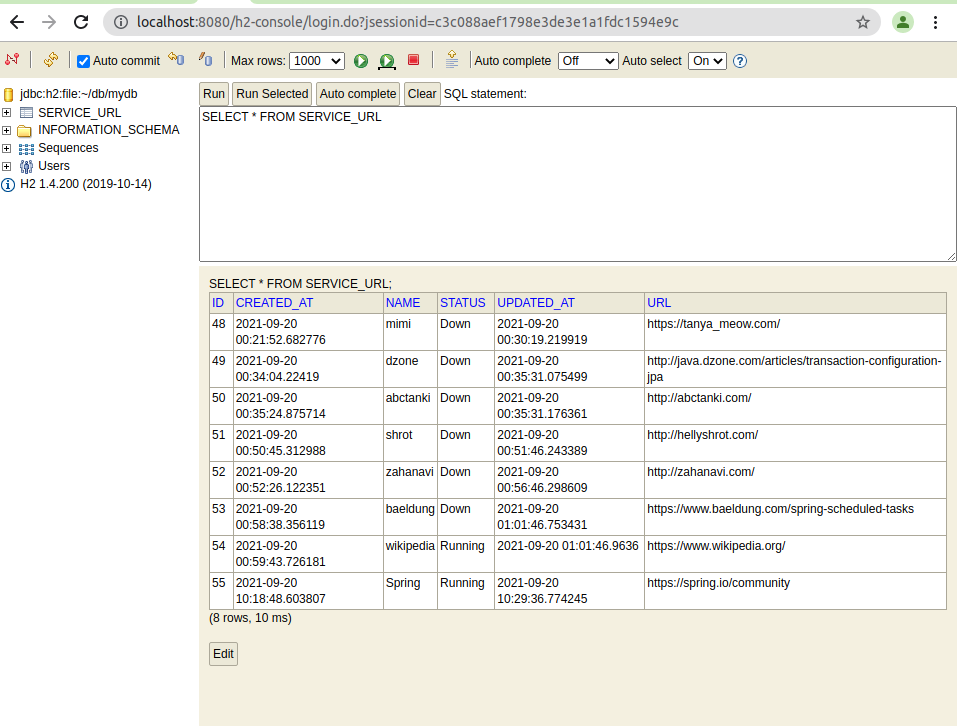 localhost:8080/h2-console/login.do?jsessionid=c3c088aef1798e3de3e1a1fdc1594e9c
Auto commit Max rows: 1000 Auto complete Off Auto select On
jdbc:h2:file:~/db/mydb
SERVICE_URL
INFORMATION_SCHEMA
Sequences
Users
H2 1.4.200 (2019-10-14)
Run Run Selected Auto complete Clear SQL statement:
SELECT * FROM SERVICE_URL
SELECT * FROM SERVICE_URL;
ID CREATED_AT NAME STATUS UPDATED_AT URL
48 2021-09-20 mimi Down 2021-09-20 https://tanya_meow.com/
00:21:52.682776 00:30:19.219919
49 2021-09-20 dzone Down 2021-09-20 http://java.dzone.com/articles/transaction-configuration-
00:34:04.22419 00:35:31.075499 jpa
50 2021-09-20 abctanki Down 2021-09-20 http://abctanki.com/
00:35:24.875714 00:35:31.176361
51 2021-09-20 shrot Down 2021-09-20 http://hellyshrot.com/
00:50:45.312988 00:51:46.243389
52 2021-09-20 zahanavi Down 2021-09-20 http://zahanavi.com/
00:52:26.122351 00:56:46.298609
53 2021-09-20 baeldung Down 2021-09-20 https://www.baeldung.com/spring-scheduled-tasks
00:58:38.356119 01:01:46.753431
54 2021-09-20 wikipedia Running 2021-09-20 01:01:46.9636 https://www.wikipedia.org/
00:59:43.726181
55 2021-09-20 Spring Running 2021-09-20 https://spring.io/community
10:18:48.603807 10:29:36.774245
(8 rows, 10 ms)
Edit